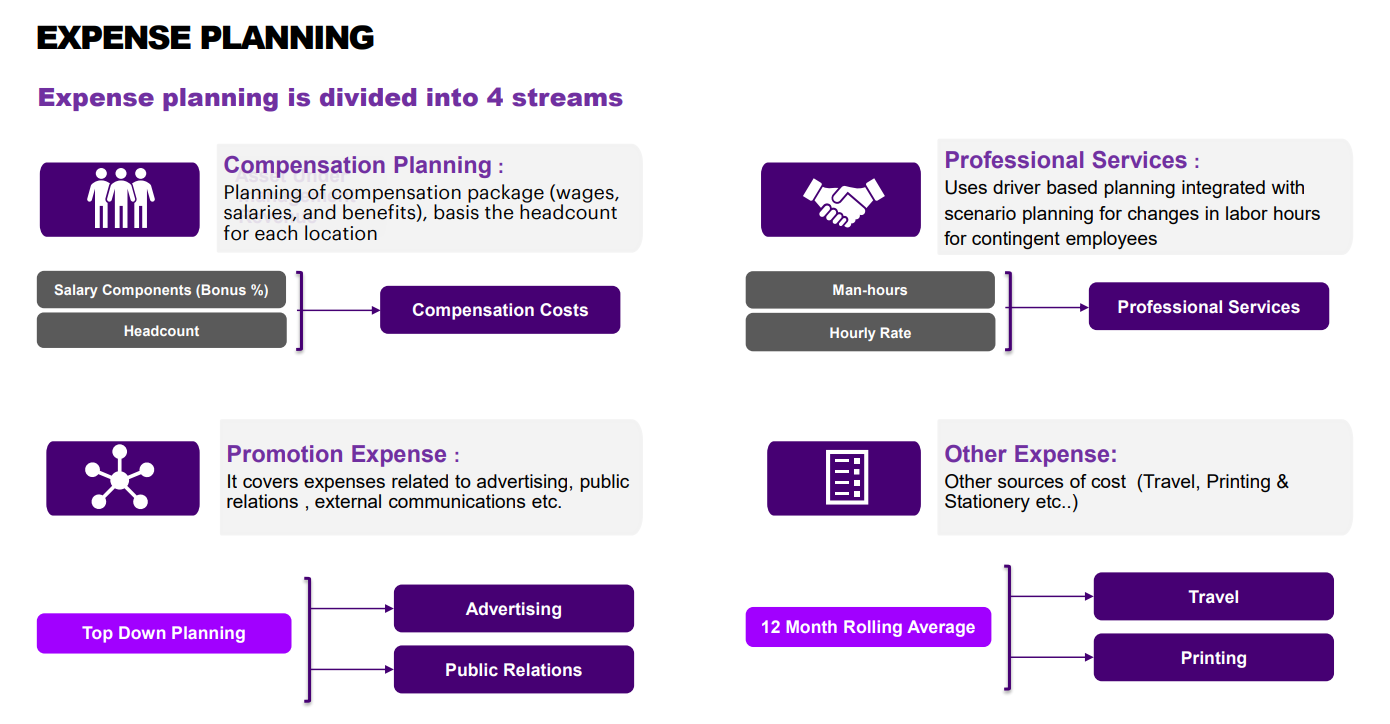 EXPENSE PLANNING
Expense planning is divided into 4 streams
Compensation Planning :
Asset Under
Planning of compensation package (wages,
salaries, and benefits), basis the headcount
for each location
Salary Components (Bonus %)
Headcount
Compensation Costs
Professional Services :
Uses driver based planning integrated with
scenario planning for changes in labor hours
for contingent employees
Man-hours
Hourly Rate
Professional Services
Promotion Expense :
It covers expenses related to advertising, public
relations , external communications etc.
Top Down Planning
Advertising
Public Relations
Other Expense:
Other sources of cost  (Travel, Printing &
Stationery etc..)
12 Month Rolling Average
Travel
Printing